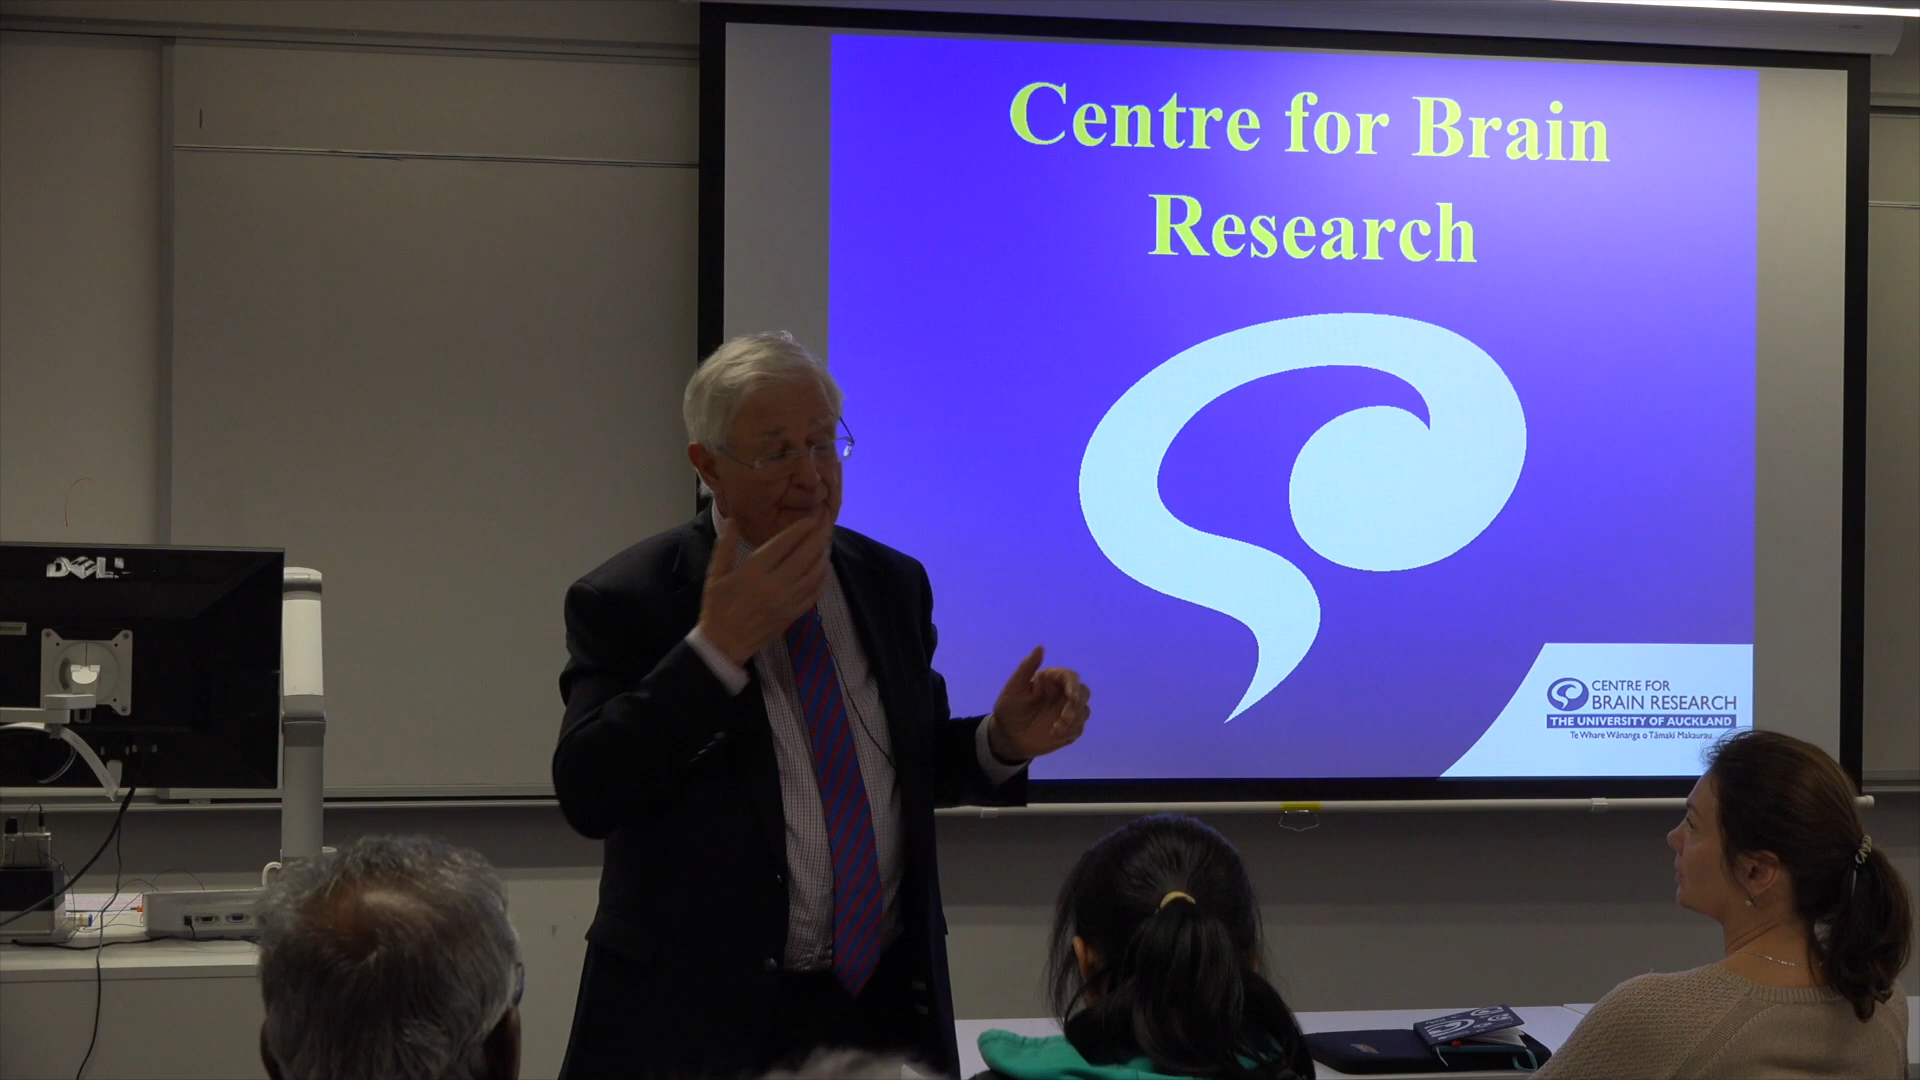 Centre for Brain
Research
DELL
CENTRE FOR
BRAIN RESEARCH
THE UNIVERSITY OF AUCKLAND
Te Whare Wānanga o Tāmaki Makaurau